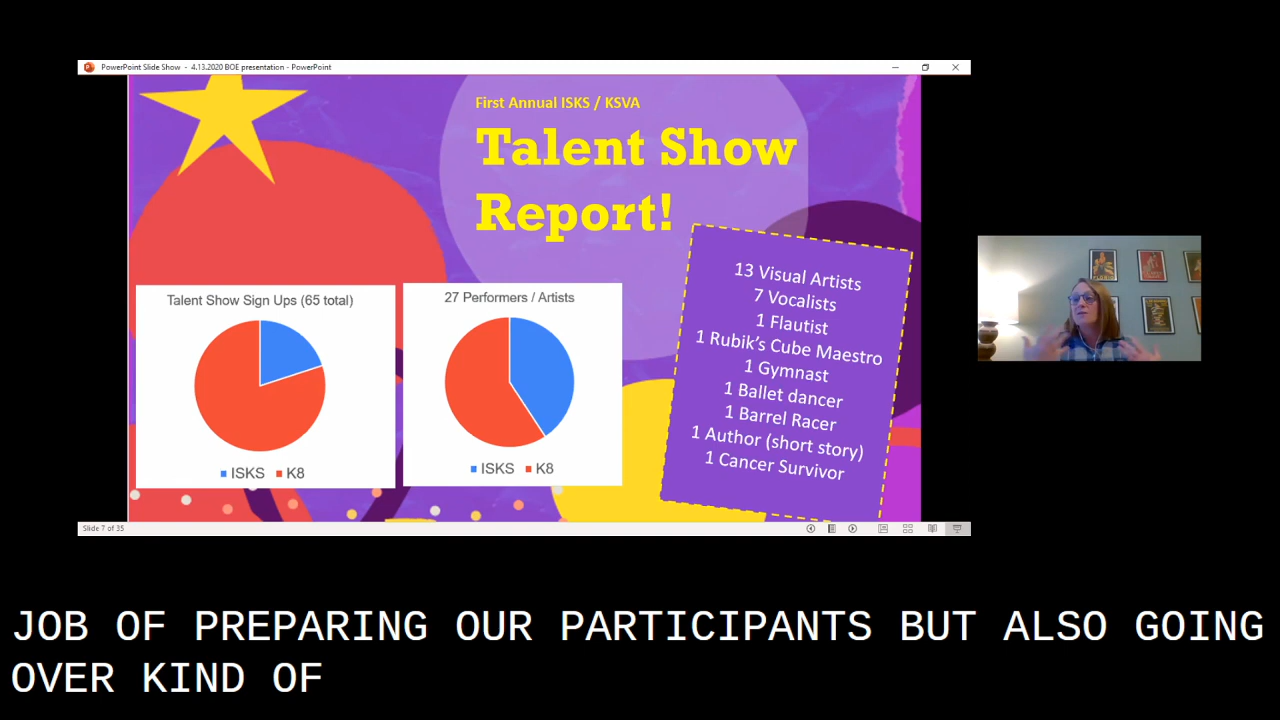 PowerPoint Slide Show - 4.13.2020 BOE presentation - PowerPoint
First Annual ISKS / KSVA
Talent Show
Report!
Talent Show Sign Ups (65 total)
ISKS K8
27 Performers / Artists
ISKS K8
13 Visual Artists
7 Vocalists
1 Flautist
1 Rubik's Cube Maestro
1 Gymnast
1 Ballet dancer
1 Barrel Racer
1 Author (short story)
1 Cancer Survivor
Slide 7 of 35
JOB OF PREPARING OUR PARTICIPANTS BUT ALSO GOING
OVER KIND OF